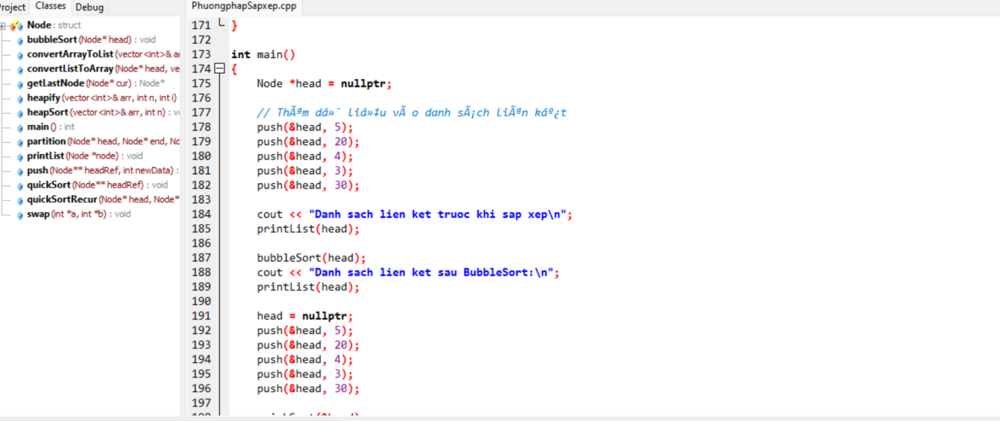 Project Classes Debug
Node : struct
bubbleSort (Node* head) : void
convertArrayToList (vector<int>& ar
convertListToArray (Node* head, ve
getLastNode (Node* cur) : Node*
heapify (vector<int>& arr, int n, int i)
heapSort (vector<int>& arr, int n) : v
main () : int
partition (Node* head, Node* end, No
printList (Node *node) : void
push (Node** headRef, int newData) :
quickSort (Node** headRef) : void
quickSortRecur (Node* head, Node*
swap (int *a, int *b) : void
PhuongphapSapxep.cpp
171 }
172
173 int main()
174 {
175 Node *head = nullptr;
176
177 // ThÃªm dá»¯ liá»‡u vÃ o danh sÃ¡ch liÃªn káº¿t
178 push(&head, 5);
179 push(&head, 20);
180 push(&head, 4);
181 push(&head, 3);
182 push(&head, 30);
183
184 cout << "Danh sach lien ket truoc khi sap xep\n";
185 printList(head);
186
187 bubbleSort(head);
188 cout << "Danh sach lien ket sau BubbleSort:\n";
189 printList(head);
190
191 head = nullptr;
192 push(&head, 5);
193 push(&head, 20);
194 push(&head, 4);
195 push(&head, 3);
196 push(&head, 30);
197